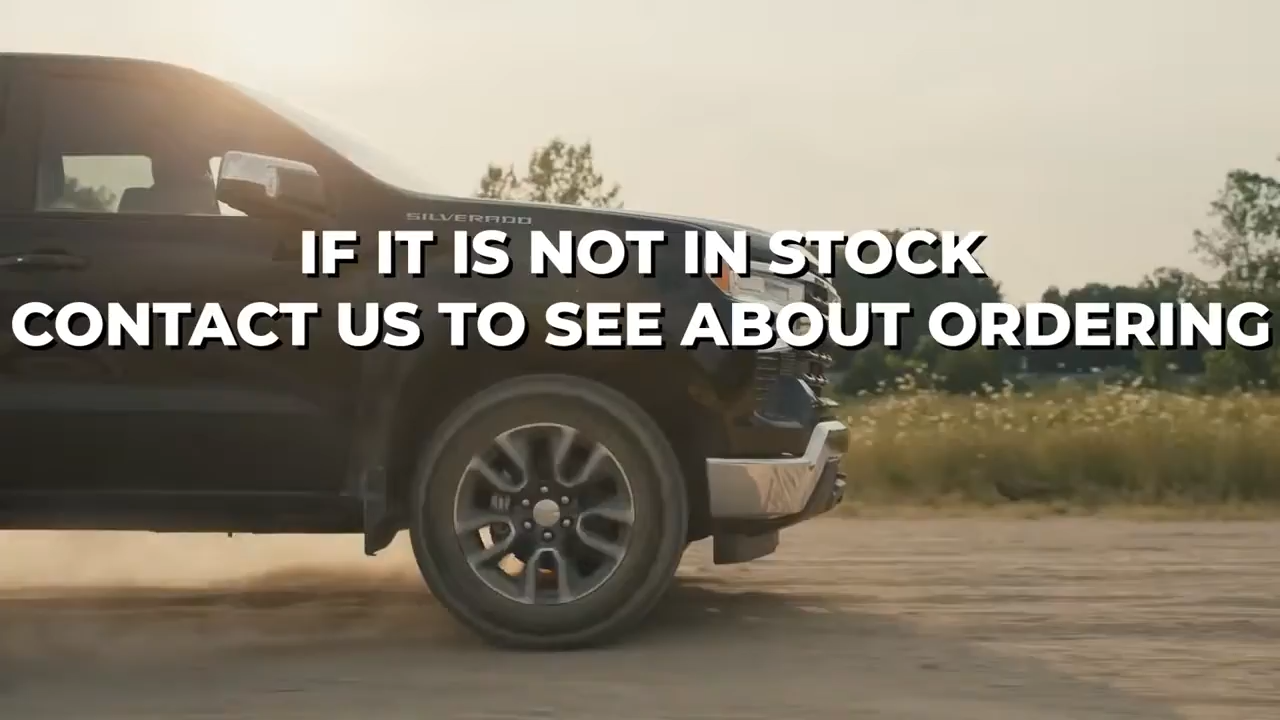 SILVERADO
IF IT IS NOT IN STOCK
CONTACT US TO SEE ABOUT ORDERING